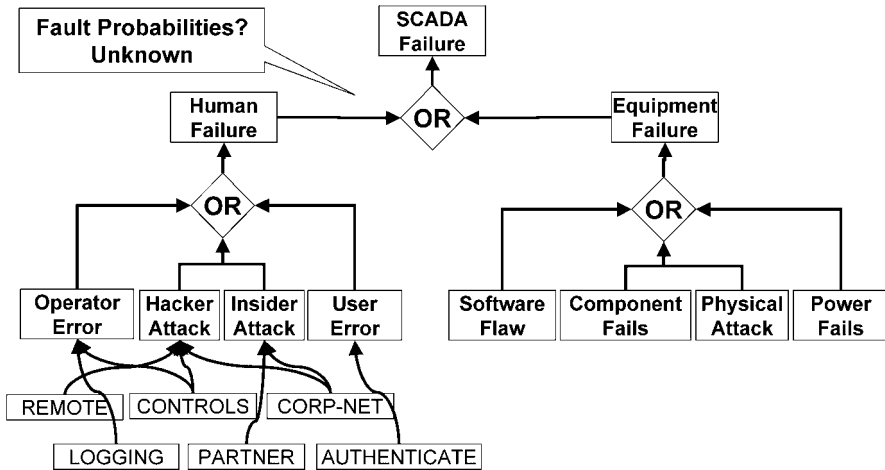 Fault Probabilities?
Unknown
SCADA
Failure
Human
Failure
OR
Equipment
Failure
OR
OR
Operator
Error
Hacker
Attack
Insider
Attack
User
Error
Software
Flaw
Component
Fails
Physical
Attack
Power
Fails
REMOTE
CONTROLS
CORP-NET
LOGGING
PARTNER
AUTHENTICATE